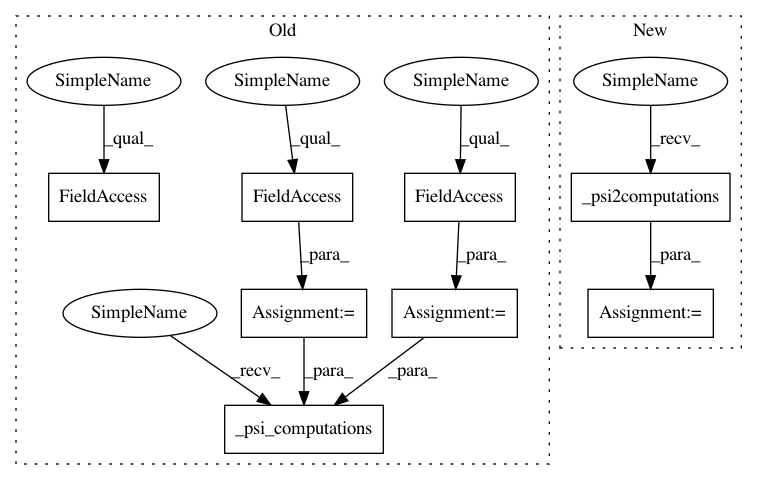 Old
New
SimpleName
SimpleName
SimpleName
SimpleName
_qual_
_qual_
_qual_
_recv_
FieldAccess
FieldAccess
FieldAccess
_psi2computations
_para_
_para_
_para_
SimpleName
Assignment:=
Assignment:=
Assignment:=
_recv_
_para_
_para_
_psi_computations